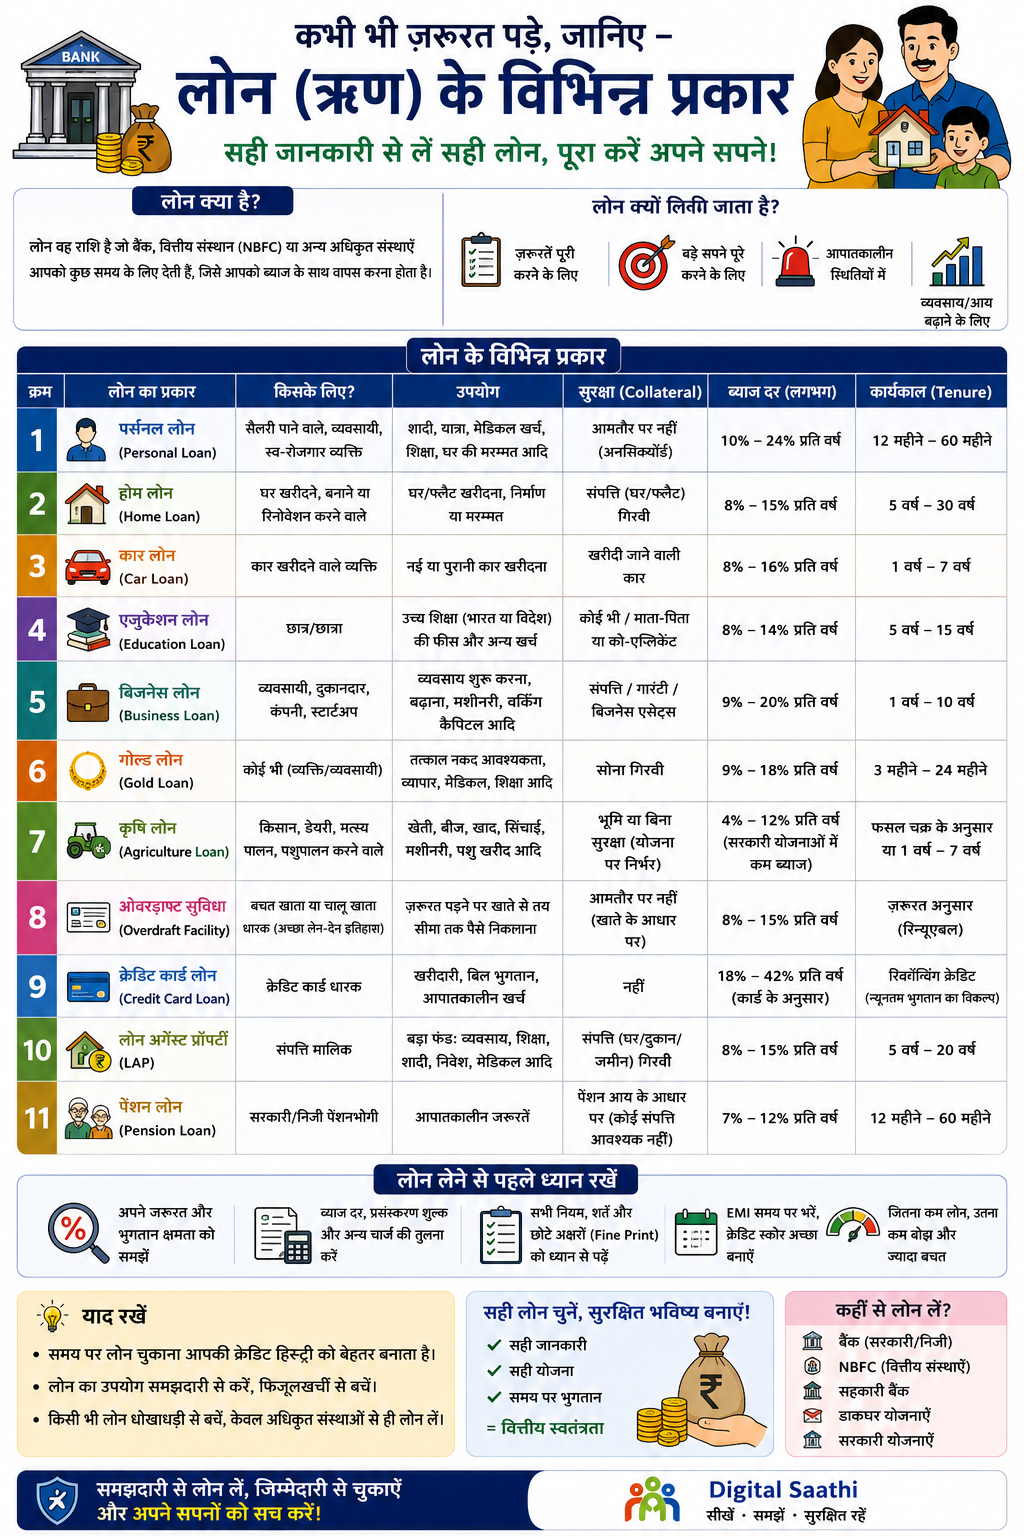 BANK
कभी भी ज़रूरत पड़े, जानिए –
लोन (ऋण) के विभिन्न प्रकार
सही जानकारी से लें सही लोन, पूरा करें अपने सपने!
लोन क्या है?
लोन वह राशि है जो बैंक, वित्तीय संस्थान (NBFC) या अन्य अधिकृत संस्थाएँ
आपको कुछ समय के लिए देती हैं, जिसे आपको ब्याज के साथ वापस करना होता है।
लोन क्यों जाता है?
ज़रूरतें पूरी
करने के लिए
बड़े सपने पूरे
करने के लिए
आपातकालीन
स्थितियों में
व्यवसाय/आय
बढ़ाने के लिए
लोन के विभिन्न प्रकार
क्रम
लोन का प्रकार
किसके लिए?
उपयोग
सुरक्षा (Collateral)
ब्याज दर (लगभग)
कार्यकाल (Tenure)
1
पर्सनल लोन
(Personal Loan)
सैलरी पाने वाले, व्यवसायी,
स्व-रोजगार व्यक्ति
शादी, यात्रा, मेडिकल खर्च,
शिक्षा, घर की मरम्मत आदि
आमतौर पर नहीं
(अनसिक्योर्ड)
10% – 24% प्रति वर्ष
12 महीने – 60 महीने
2
होम लोन
(Home Loan)
घर खरीदने, बनाने या
रिनोवेशन करने वाले
घर/फ्लैट खरीदना, निर्माण
या मरम्मत
संपत्ति (घर/फ्लैट)
गिरवी
8% – 15% प्रति वर्ष
5 वर्ष – 30 वर्ष
3
कार लोन
(Car Loan)
कार खरीदने वाले व्यक्ति
नई या पुरानी कार खरीदना
खरीदी जाने वाली
कार
8% – 16% प्रति वर्ष
1 वर्ष – 7 वर्ष
4
एजुकेशन लोन
(Education Loan)
छात्र/छात्रा
उच्च शिक्षा (भारत या विदेश)
की फीस और अन्य खर्च
कोई भी / माता-पिता
या को-एप्लिकेंट
8% – 14% प्रति वर्ष
5 वर्ष – 15 वर्ष
5
बिजनेस लोन
(Business Loan)
व्यवसायी, दुकानदार,
कंपनी, स्टार्टअप
व्यवसाय शुरू करना,
बढ़ाना, मशीनरी, वर्किंग
कैपिटल आदि
संपत्ति / गारंटी /
बिजनेस एसेट्स
9% – 20% प्रति वर्ष
1 वर्ष – 10 वर्ष
6
गोल्ड लोन
(Gold Loan)
कोई भी (व्यक्ति/व्यवसायी)
तत्काल नकद आवश्यकता,
व्यापार, मेडिकल, शिक्षा आदि
सोना गिरवी
9% – 18% प्रति वर्ष
3 महीने – 24 महीने
7
कृषि लोन
(Agriculture Loan)
किसान, डेयरी, मत्स्य
पालन, पशुपालन करने वाले
खेती, बीज, खाद, सिंचाई,
मशीनरी, पशु खरीद आदि
भूमि या बिना
सुरक्षा (योजना
पर निर्भर)
4% – 12% प्रति वर्ष
(सरकारी योजनाओं में
कम ब्याज)
फसल चक्र के अनुसार
या 1 वर्ष – 7 वर्ष
8
ओवरड्राफ्ट सुविधा
(Overdraft Facility)
बचत खाता या चालू खाता
धारक (अच्छा लेन-देन इतिहास)
ज़रूरत पड़ने पर खाते से तय
सीमा तक पैसे निकालना
आमतौर पर नहीं
(खाते के आधार
पर)
8% – 15% प्रति वर्ष
ज़रूरत अनुसार
(रिन्यूएबल)
9
क्रेडिट कार्ड लोन
(Credit Card Loan)
क्रेडिट कार्ड धारक
खरीदारी, बिल भुगतान,
आपातकालीन खर्च
नहीं
18% – 42% प्रति वर्ष
(कार्ड के अनुसार)
रिवॉल्विंग क्रेडिट
(न्यूनतम भुगतान का विकल्प)
10
लोन अगेंस्ट प्रॉपर्टी
(LAP)
संपत्ति मालिक
बड़ा फंड: व्यवसाय, शिक्षा,
शादी, निवेश, मेडिकल आदि
संपत्ति (घर/दुकान/
जमीन) गिरवी
8% – 15% प्रति वर्ष
5 वर्ष – 20 वर्ष
11
पेंशन लोन
(Pension Loan)
सरकारी/निजी पेंशनभोगी
आपातकालीन जरूरतें
पेंशन आय के आधार
पर (कोई संपत्ति
आवश्यक नहीं)
7% – 12% प्रति वर्ष
12 महीने – 60 महीने
लोन लेने से पहले ध्यान रखें
अपने जरूरत और
भुगतान क्षमता को
समझें
ब्याज दर, प्रसंस्करण शुल्क
और अन्य चार्ज की तुलना
करें
सभी नियम, शर्तें और
छोटे अक्षरों (Fine Print)
को ध्यान से पढ़ें
EMI समय पर भरें,
क्रेडिट स्कोर अच्छा
बनाएँ
जितना कम लोन, उतना
कम बोझ और
ज्यादा बचत
याद रखें
• समय पर लोन चुकाना आपकी क्रेडिट हिस्ट्री को बेहतर बनाता है।
• लोन का उपयोग समझदारी से करें, फिजूलखर्ची से बचें।
• किसी भी लोन धोखाधड़ी से बचें, केवल अधिकृत संस्थाओं से ही लोन लें।
सही लोन चुनें, सुरक्षित भविष्य बनाएँ!
✓ सही जानकारी
✓ सही योजना
✓ समय पर भुगतान
= वित्तीय स्वतंत्रता
कहीं से लोन लें?
बैंक (सरकारी/निजी)
NBFC (वित्तीय संस्थाएँ)
सहकारी बैंक
डाकघर योजनाएँ
सरकारी योजनाएँ
समझदारी से लोन लें, जिम्मेदारी से चुकाएँ
और अपने सपनों को सच करें!
Digital Saathi
सीखें • समझें • सुरक्षित रहें